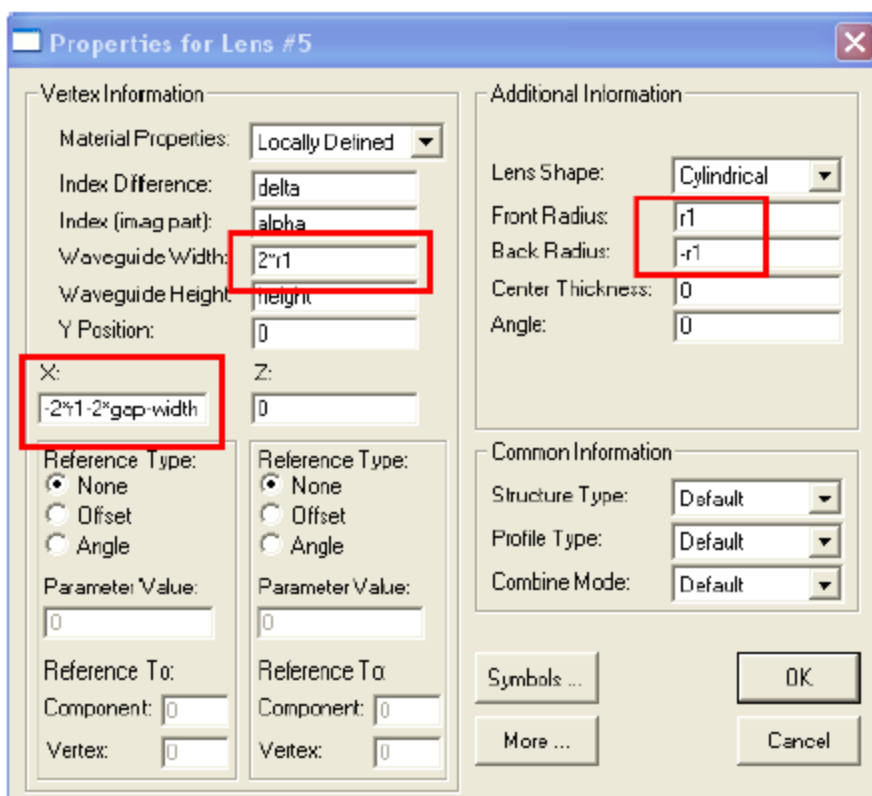 Properties for Lens #5
Vertex Information
Material Properties: Locally Defined
Index Difference: delta
Index (imag part): alpha
Waveguide Width: 2*r1
Waveguide Height: height
Y Position: 0
X: Z:
-2*r1-2*gap-width 0
Reference Type: Reference Type:
None None
Offset Offset
Angle Angle
Parameter Value: Parameter Value:
0 0
Reference To: Reference To:
Component: 0 Component: 0
Vertex: 0 Vertex: 0
Additional Information
Lens Shape: Cylindrical
Front Radius: r1
Back Radius: -r1
Center Thickness: 0
Angle: 0
Common Information
Structure Type: Default
Profile Type: Default
Combine Mode: Default
Symbols ... OK
More ... Cancel